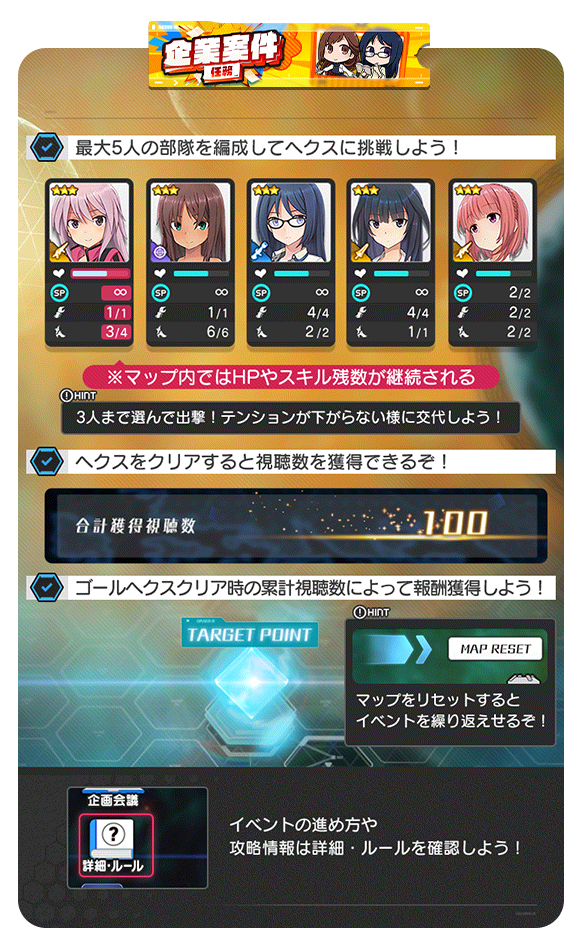 企業案件
任務
最大5人の部隊を編成してヘクスに挑戦しよう！
SP ∞
1/1
3/4
SP ∞
1/1
6/6
SP ∞
4/4
2/2
SP ∞
4/4
1/1
SP 2/2
2/2
2/2
※マップ内ではHPやスキル残数が継続される
HINT
3人まで選んで出撃！テンションが下がらない様に交代しよう！
ヘクスをクリアすると視聴数を獲得できるぞ！
合計獲得視聴数 100
ゴールヘクスクリア時の累計視聴数によって報酬獲得しよう！
TARGET POINT
HINT
MAP RESET
マップをリセットすると
イベントを繰り返えせるぞ！
企画会議
?
詳細・ルール
イベントの進め方や
攻略情報は詳細・ルールを確認しよう！